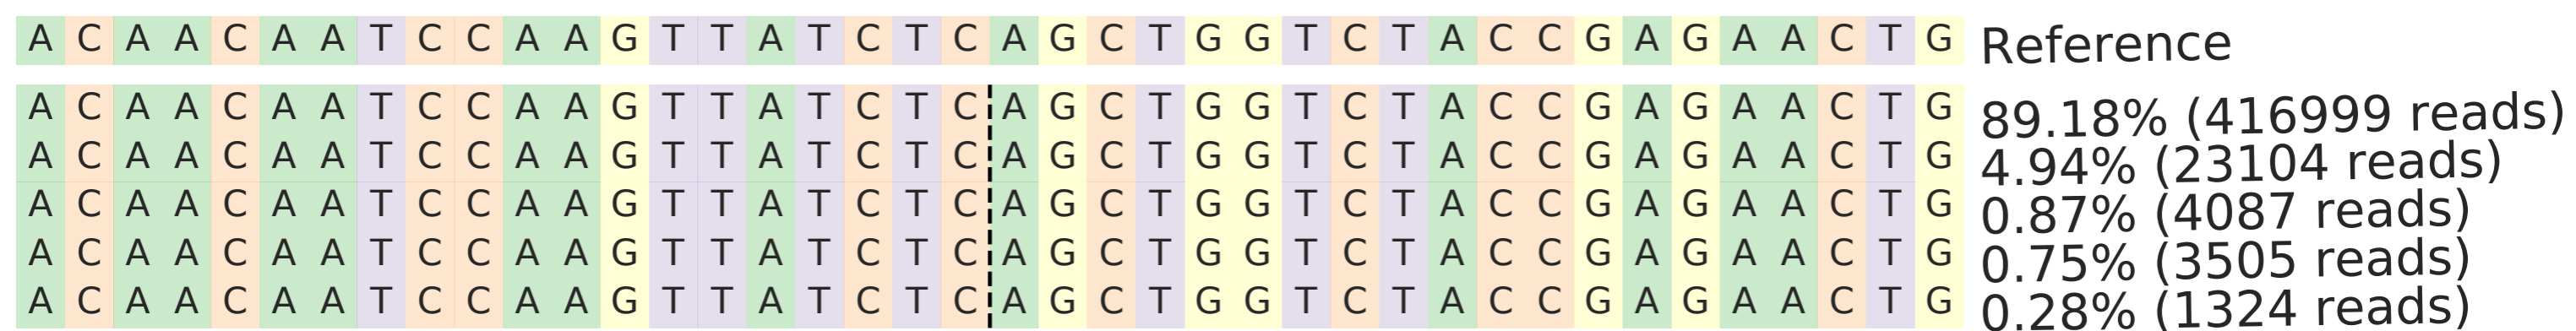 A C A A C A A T C C A A G T T A T C T C A G C T G G T C T A C C G A G A A C T G Reference
A C A A C A A T C C A A G T T A T C T C A G C T G G T C T A C C G A G A A C T G 89.18% (416999 reads)
A C A A C A A T C C A A G T T A T C T C A G C T G G T C T A C C G A G A A C T G 4.94% (23104 reads)
A C A A C A A T C C A A G T T A T C T C A G C T G G T C T A C C G A G A A C T G 0.87% (4087 reads)
A C A A C A A T C C A A G T T A T C T C A G C T G G T C T A C C G A G A A C T G 0.75% (3505 reads)
A C A A C A A T C C A A G T T A T C T C A G C T G G T C T A C C G A G A A C T G 0.28% (1324 reads)